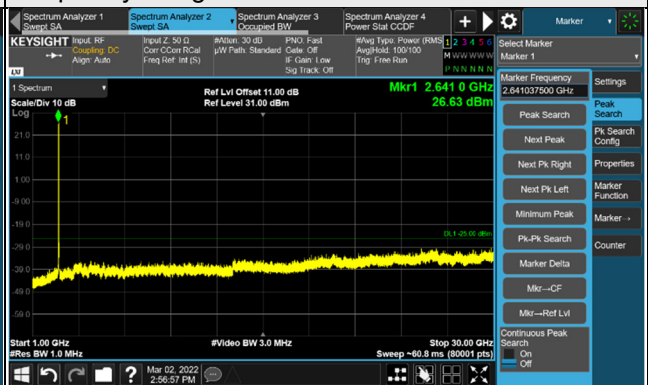 Spectrum Analyzer 1
Swept SA
Spectrum Analyzer 2
Swept SA
Spectrum Analyzer 3
Occupied BW
Spectrum Analyzer 4
Power Stat CCDF
Marker
KEYSIGHT
Input: RF
Coupling: DC
Align: Auto
Input Z: 50 Ω
Corr CCorr RCal
Freq Ref: Int (S)
#Atten: 30 dB
µW Path: Standard
PNO: Fast
Gate: Off
IF Gain: Low
Sig Track: Off
#Avg Type: Power (RMS
Avg|Hold: 100/100
Trig: Free Run
1 2 3 4 5 6
M W W W W W
P N N N N N
LXI
Select Marker
Marker 1
1 Spectrum
Scale/Div 10 dB
Log
Ref Lvl Offset 11.00 dB
Ref Level 31.00 dBm
Mkr1 2.641 0 GHz
26.63 dBm
1
21.0
11.0
1.00
-9.00
-19.0
-29.0
-39.0
-49.0
-59.0
DL1 -25.00 dBm
Start 1.00 GHz
#Res BW 1.0 MHz
#Video BW 3.0 MHz
Stop 30.00 GHz
Sweep ~60.8 ms (80001 pts)
Marker Frequency
2.641037500 GHz
Peak Search
Next Peak
Next Pk Right
Next Pk Left
Minimum Peak
Pk-Pk Search
Marker Delta
Mkr→CF
Mkr→Ref Lvl
Continuous Peak
Search
On
Off
Settings
Peak
Search
Pk Search
Config
Properties
Marker
Function
Marker→
Counter
Mar 02, 2022
2:56:57 PM